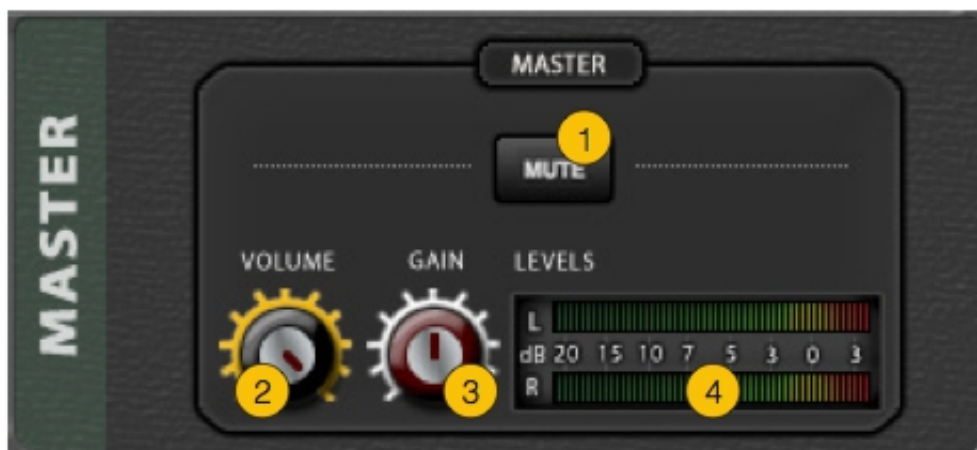 MASTER
MASTER
1
MUTE
VOLUME GAIN LEVELS
L
dB 20 15 10 7 5 3 0 3
R
2 3 4